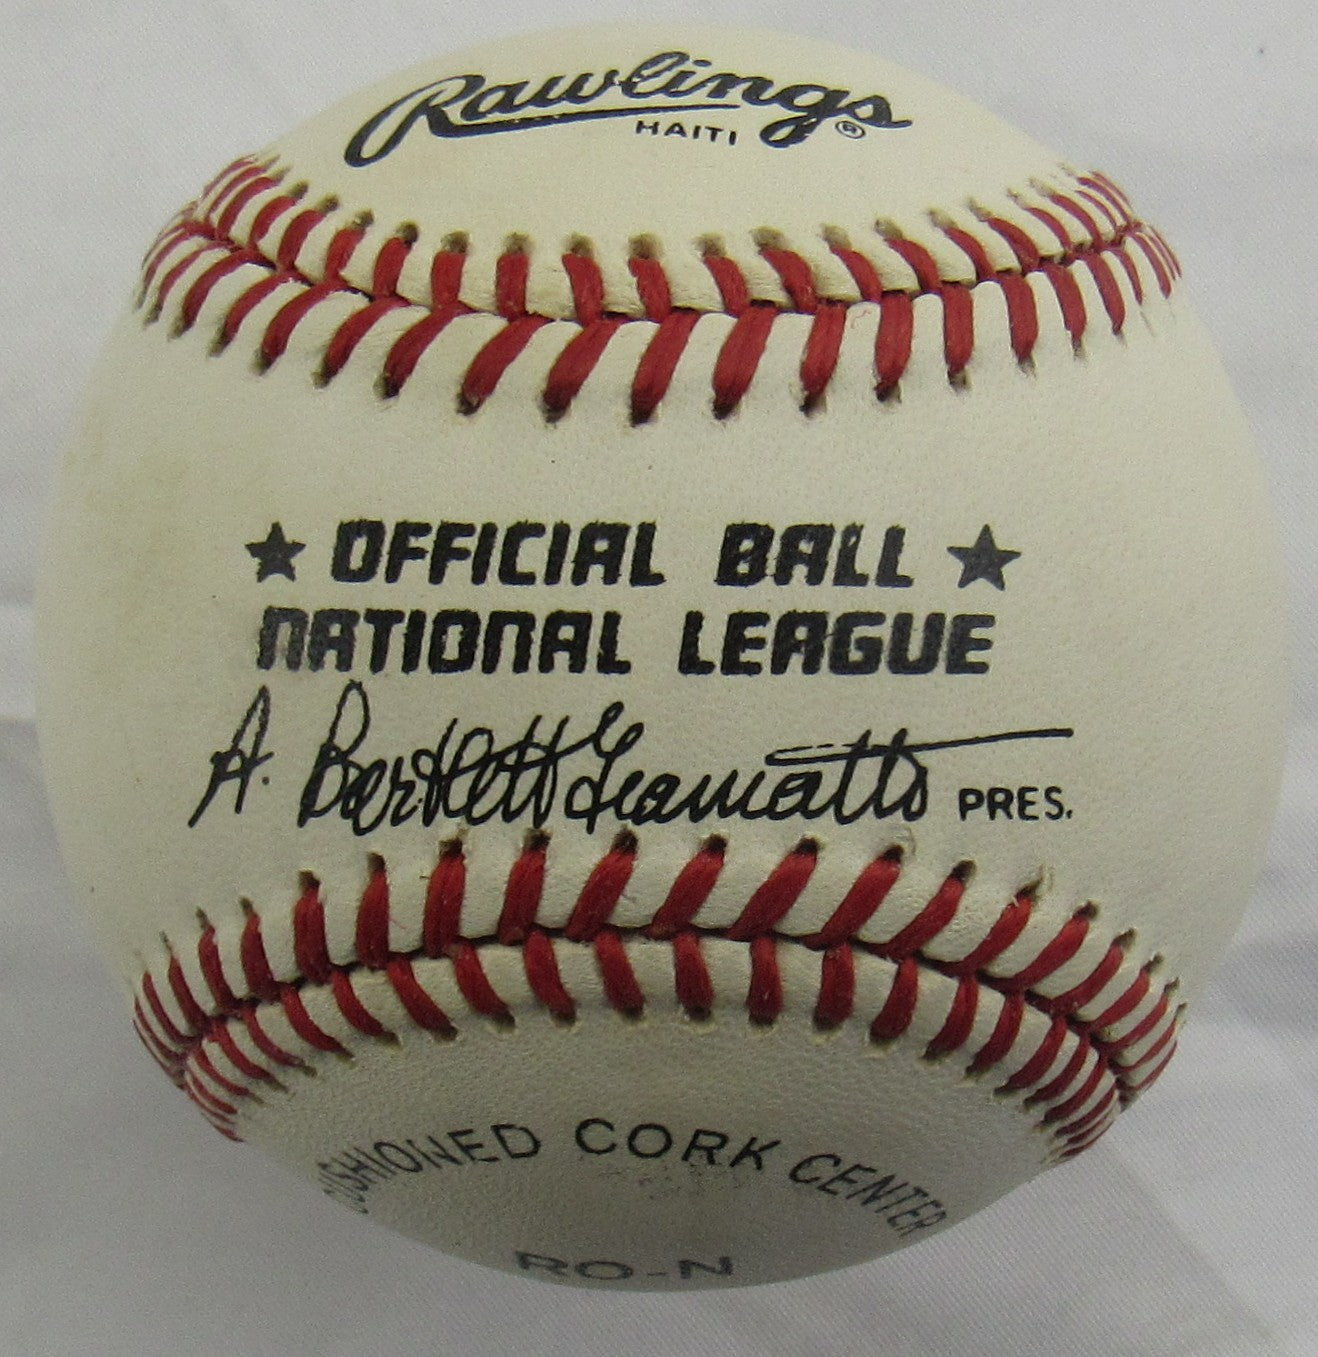 Rawlings®
HAITI
★ OFFICIAL BALL ★
NATIONAL LEAGUE
A. Bartlett Giamatti PRES.
CUSHIONED CORK CENTER
RO-N